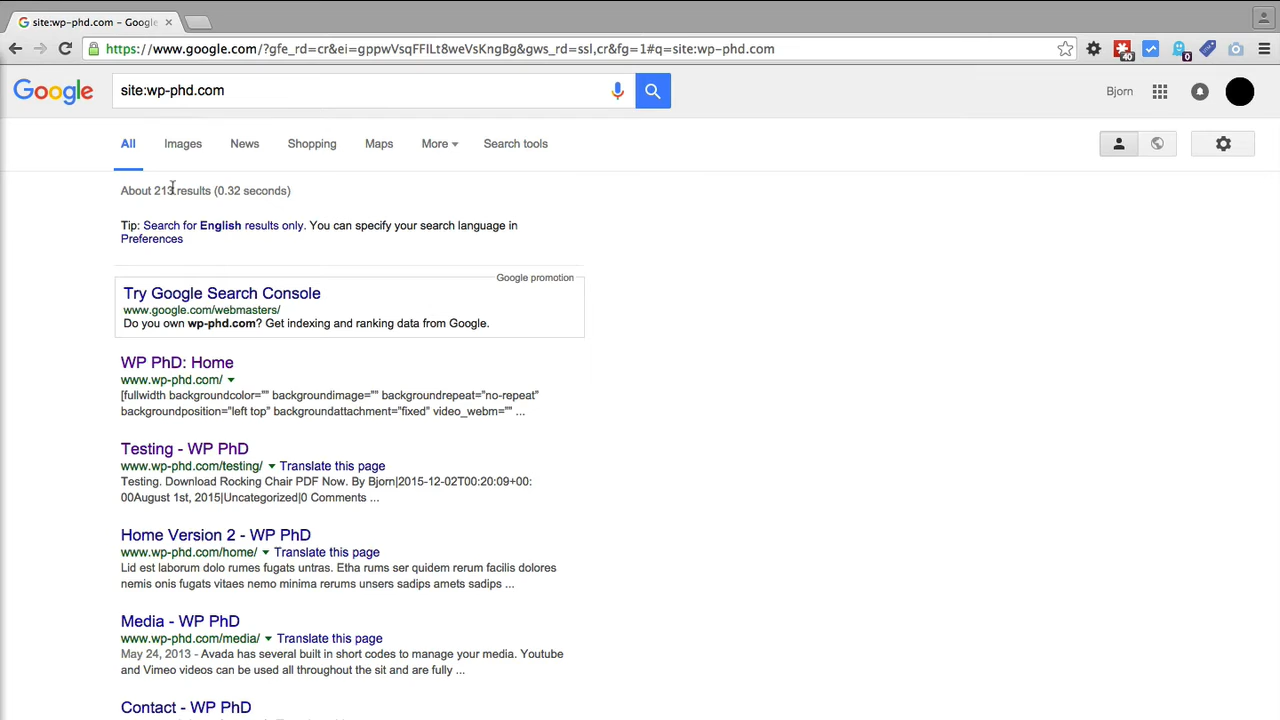 site:wp-phd.com – Google
https://www.google.com/?gfe_rd=cr&ei=gppwVsqFFILt8weVsKng8g&gws_rd=ssl,cr&fg=1#q=site:wp-phd.com
40
0
Google
site:wp-phd.com
Bjorn
All Images News Shopping Maps More Search tools
About 213 results (0.32 seconds)
Tip: Search for English results only. You can specify your search language in
Preferences
Google promotion
Try Google Search Console
www.google.com/webmasters/
Do you own wp-phd.com? Get indexing and ranking data from Google.
WP PhD: Home
www.wp-phd.com/
[fullwidth backgroundcolor="" backgroundimage="" backgroundrepeat="no-repeat"
backgroundposition="left top" backgroundattachment="fixed" video_webm="" ...
Testing - WP PhD
www.wp-phd.com/testing/ Translate this page
Testing. Download Rocking Chair PDF Now. By Bjorn|2015-12-02T00:20:09+00:
00August 1st, 2015|Uncategorized|0 Comments ...
Home Version 2 - WP PhD
www.wp-phd.com/home/ Translate this page
Lid est laborum dolo rumes fugats untras. Etha rums ser quidem rerum facilis dolores
nemis onis fugats vitaes nemo minima rerums unsers sadips amets sadips ...
Media - WP PhD
www.wp-phd.com/media/ Translate this page
May 24, 2013 - Avada has several built in short codes to manage your media. Youtube
and Vimeo videos can be used all throughout the sit and are fully ...
Contact - WP PhD